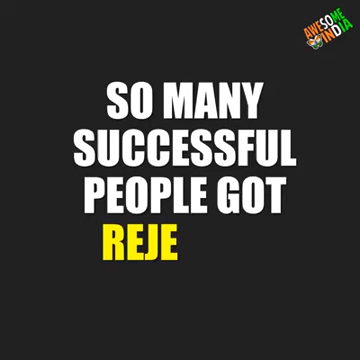 AWESOME
INDIA
SO MANY
SUCCESSFUL
PEOPLE GOT
REJE